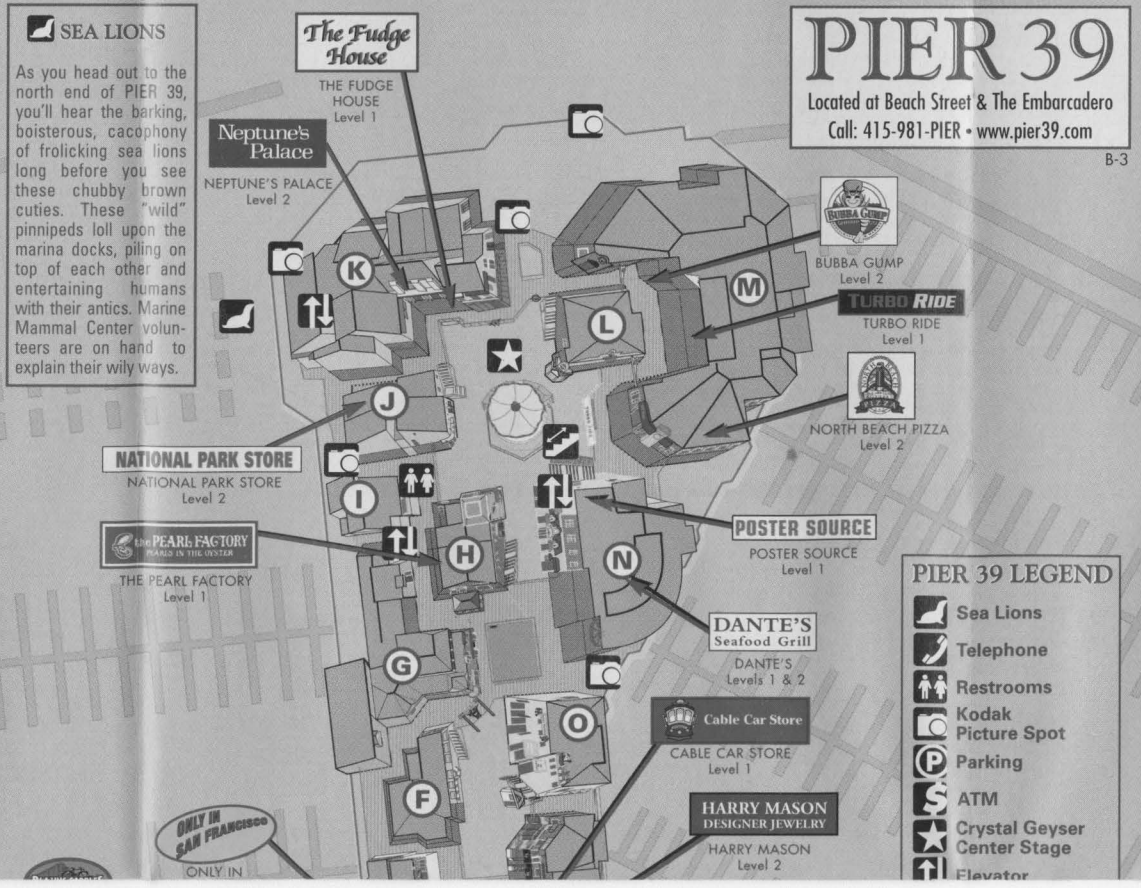 SEA LIONS
As you head out to the
north end of PIER 39,
you'll hear the barking,
boisterous, cacophony
of frolicking sea lions
long before you see
these chubby brown
cuties. These "wild"
pinnipeds loll upon the
marina docks, piling on
top of each other and
entertaining humans
with their antics. Marine
Mammal Center volun-
teers are on hand to
explain their wily ways.
The Fudge
House
THE FUDGE
HOUSE
Level 1
Neptune's
Palace
NEPTUNE'S PALACE
Level 2
PIER 39
Located at Beach Street & The Embarcadero
Call: 415-981-PIER • www.pier39.com
B-3
BUBBA GUMP
BUBBA GUMP
Level 2
TURBO RIDE
TURBO RIDE
Level 1
NORTH BEACH
PIZZA
NORTH BEACH PIZZA
Level 2
K
L
M
J
I
H
N
G
O
F
NATIONAL PARK STORE
NATIONAL PARK STORE
Level 2
the PEARL FACTORY
PEARLS IN THE OYSTER
THE PEARL FACTORY
Level 1
POSTER SOURCE
POSTER SOURCE
Level 1
DANTE'S
Seafood Grill
DANTE'S
Levels 1 & 2
Cable Car Store
CABLE CAR STORE
Level 1
HARRY MASON
DESIGNER JEWELRY
HARRY MASON
Level 2
ONLY IN
SAN FRANCISCO
ONLY IN
PIER 39 LEGEND
Sea Lions
Telephone
Restrooms
Kodak
Picture Spot
P Parking
$ ATM
Crystal Geyser
Center Stage
Elevator